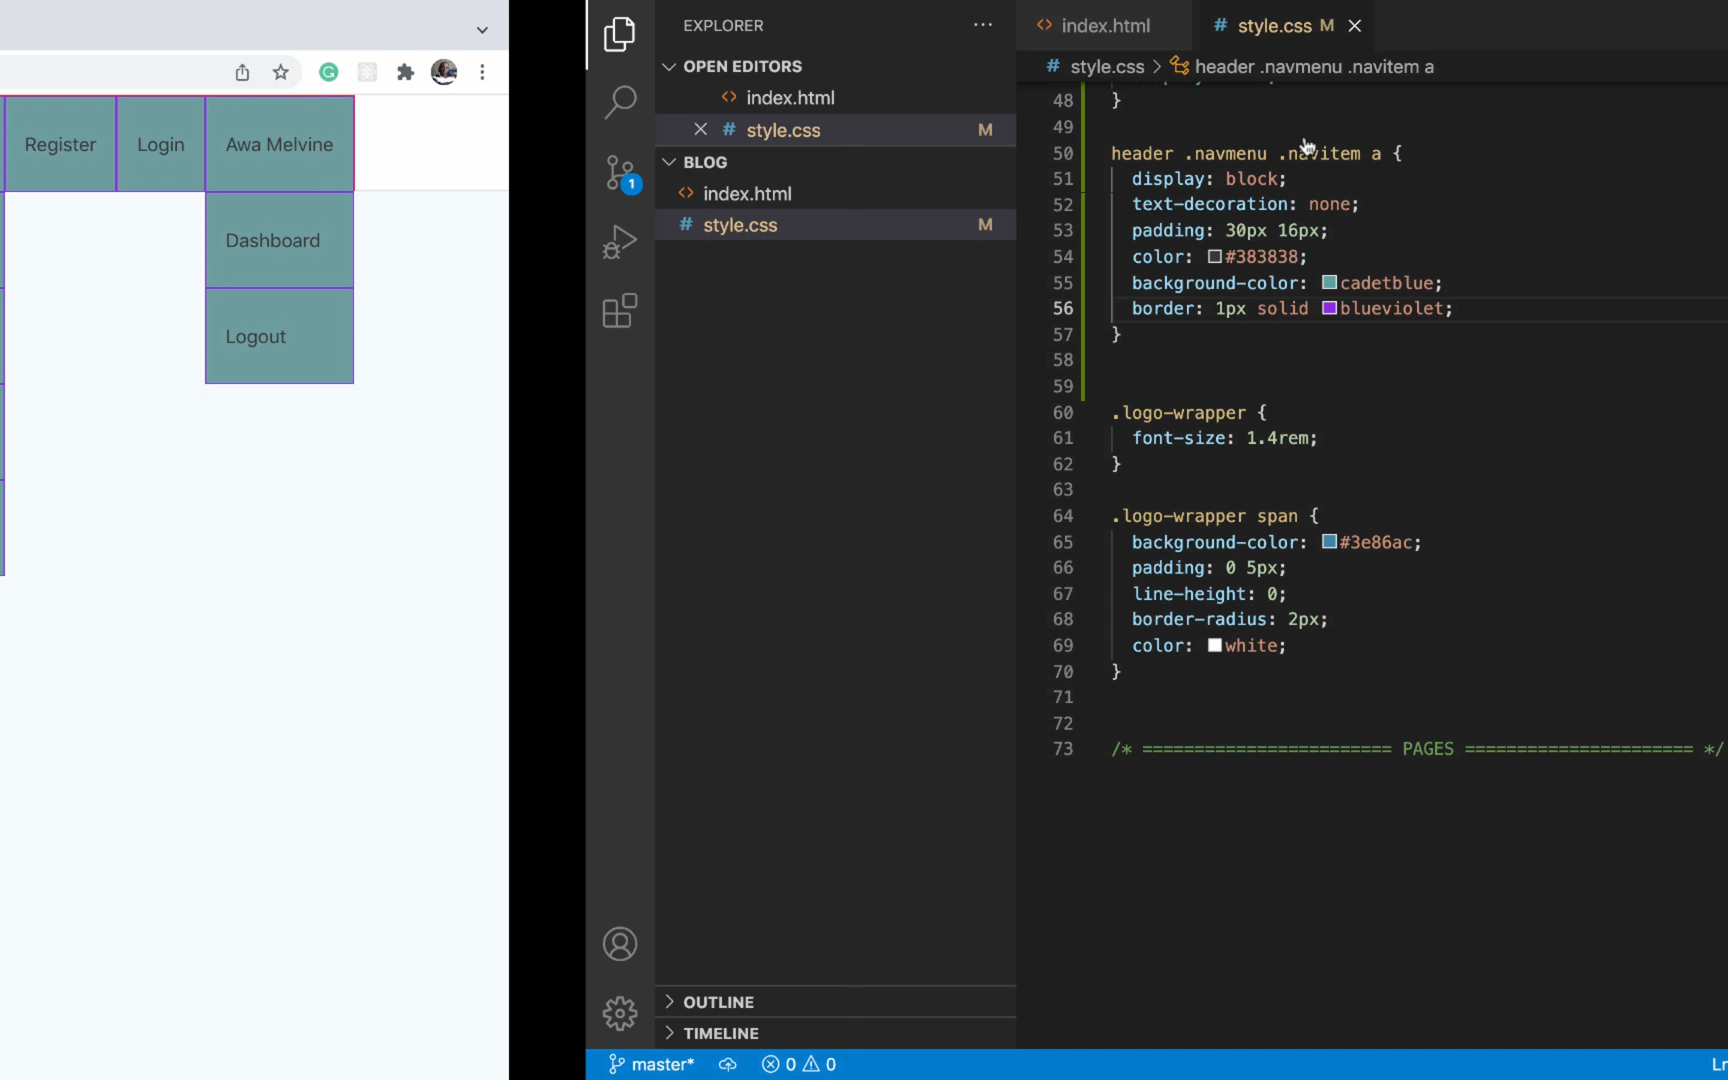 Register
Login
Awa Melvine
Dashboard
Logout
EXPLORER
OPEN EDITORS
index.html
style.css
M
BLOG
index.html
style.css
M
1
OUTLINE
TIMELINE
master*
0
0
index.html
style.css M
style.css > header .navmenu .navitem a
48 }
49
50 header .navmenu .navitem a {
51 display: block;
52 text-decoration: none;
53 padding: 30px 16px;
54 color: #383838;
55 background-color: cadetblue;
56 border: 1px solid blueviolet;
57 }
58
59
60 .logo-wrapper {
61 font-size: 1.4rem;
62 }
63
64 .logo-wrapper span {
65 background-color: #3e86ac;
66 padding: 0 5px;
67 line-height: 0;
68 border-radius: 2px;
69 color: white;
70 }
71
72
73 /* ======================== PAGES ====================== */